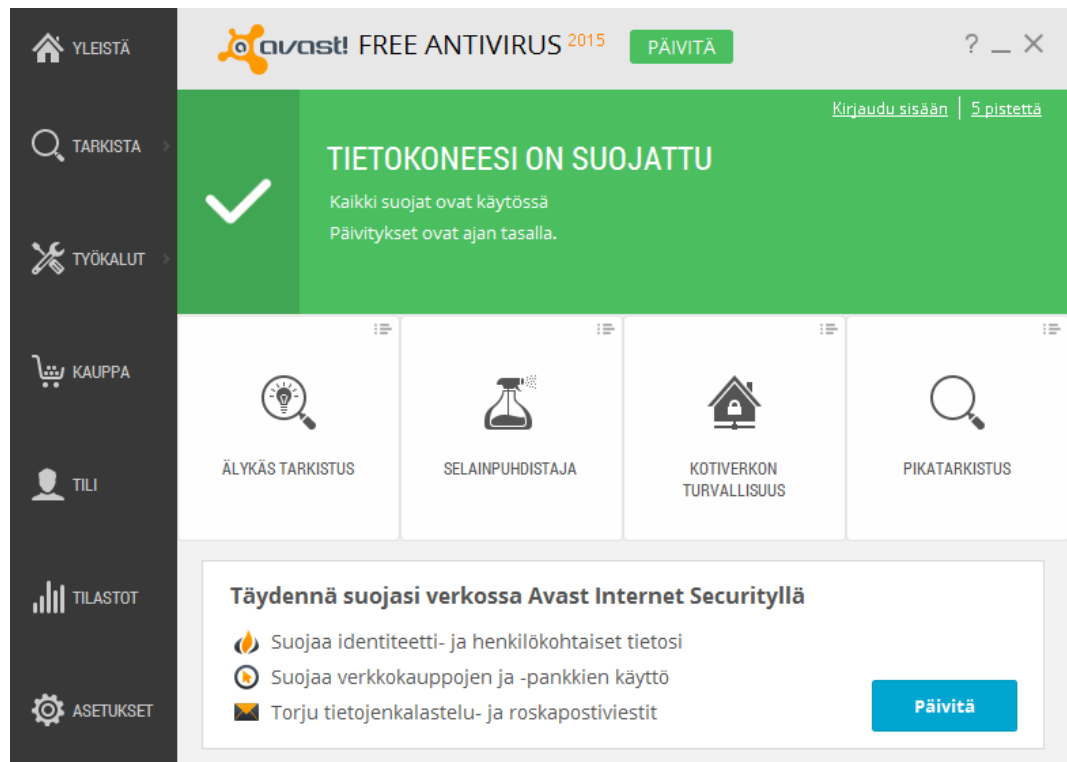 YLEISTÄ
avast! FREE ANTIVIRUS 2015
PÄIVITÄ
?
Kirjaudu sisään | 5 pistettä
TARKISTA
TIETOKONEESI ON SUOJATTU
Kaikki suojat ovat käytössä
Päivitykset ovat ajan tasalla.
TYÖKALUT
KAUPPA
TILI
TILASTOT
ASETUKSET
ÄLYKÄS TARKISTUS
SELAINPUHDISTAJA
KOTIVERKON
TURVALLISUUS
PIKATARKISTUS
Täydennä suojasi verkossa Avast Internet Securityllä
Suojaa identiteetti- ja henkilökohtaiset tietosi
Suojaa verkkokauppojen ja -pankkien käyttö
Torju tietojenkalastelu- ja roskapostiviestit
Päivitä